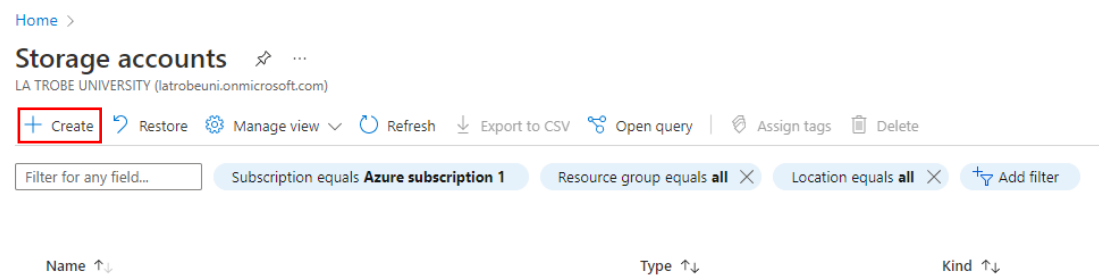 Home >
Storage accounts ...
LA TROBE UNIVERSITY (latrobeuni.onmicrosoft.com)
+ Create Restore Manage view Refresh Export to CSV Open query Assign tags Delete
Filter for any field... Subscription equals Azure subscription 1 Resource group equals all × Location equals all × Add filter
Name ↑↓ Type ↑↓ Kind ↑↓